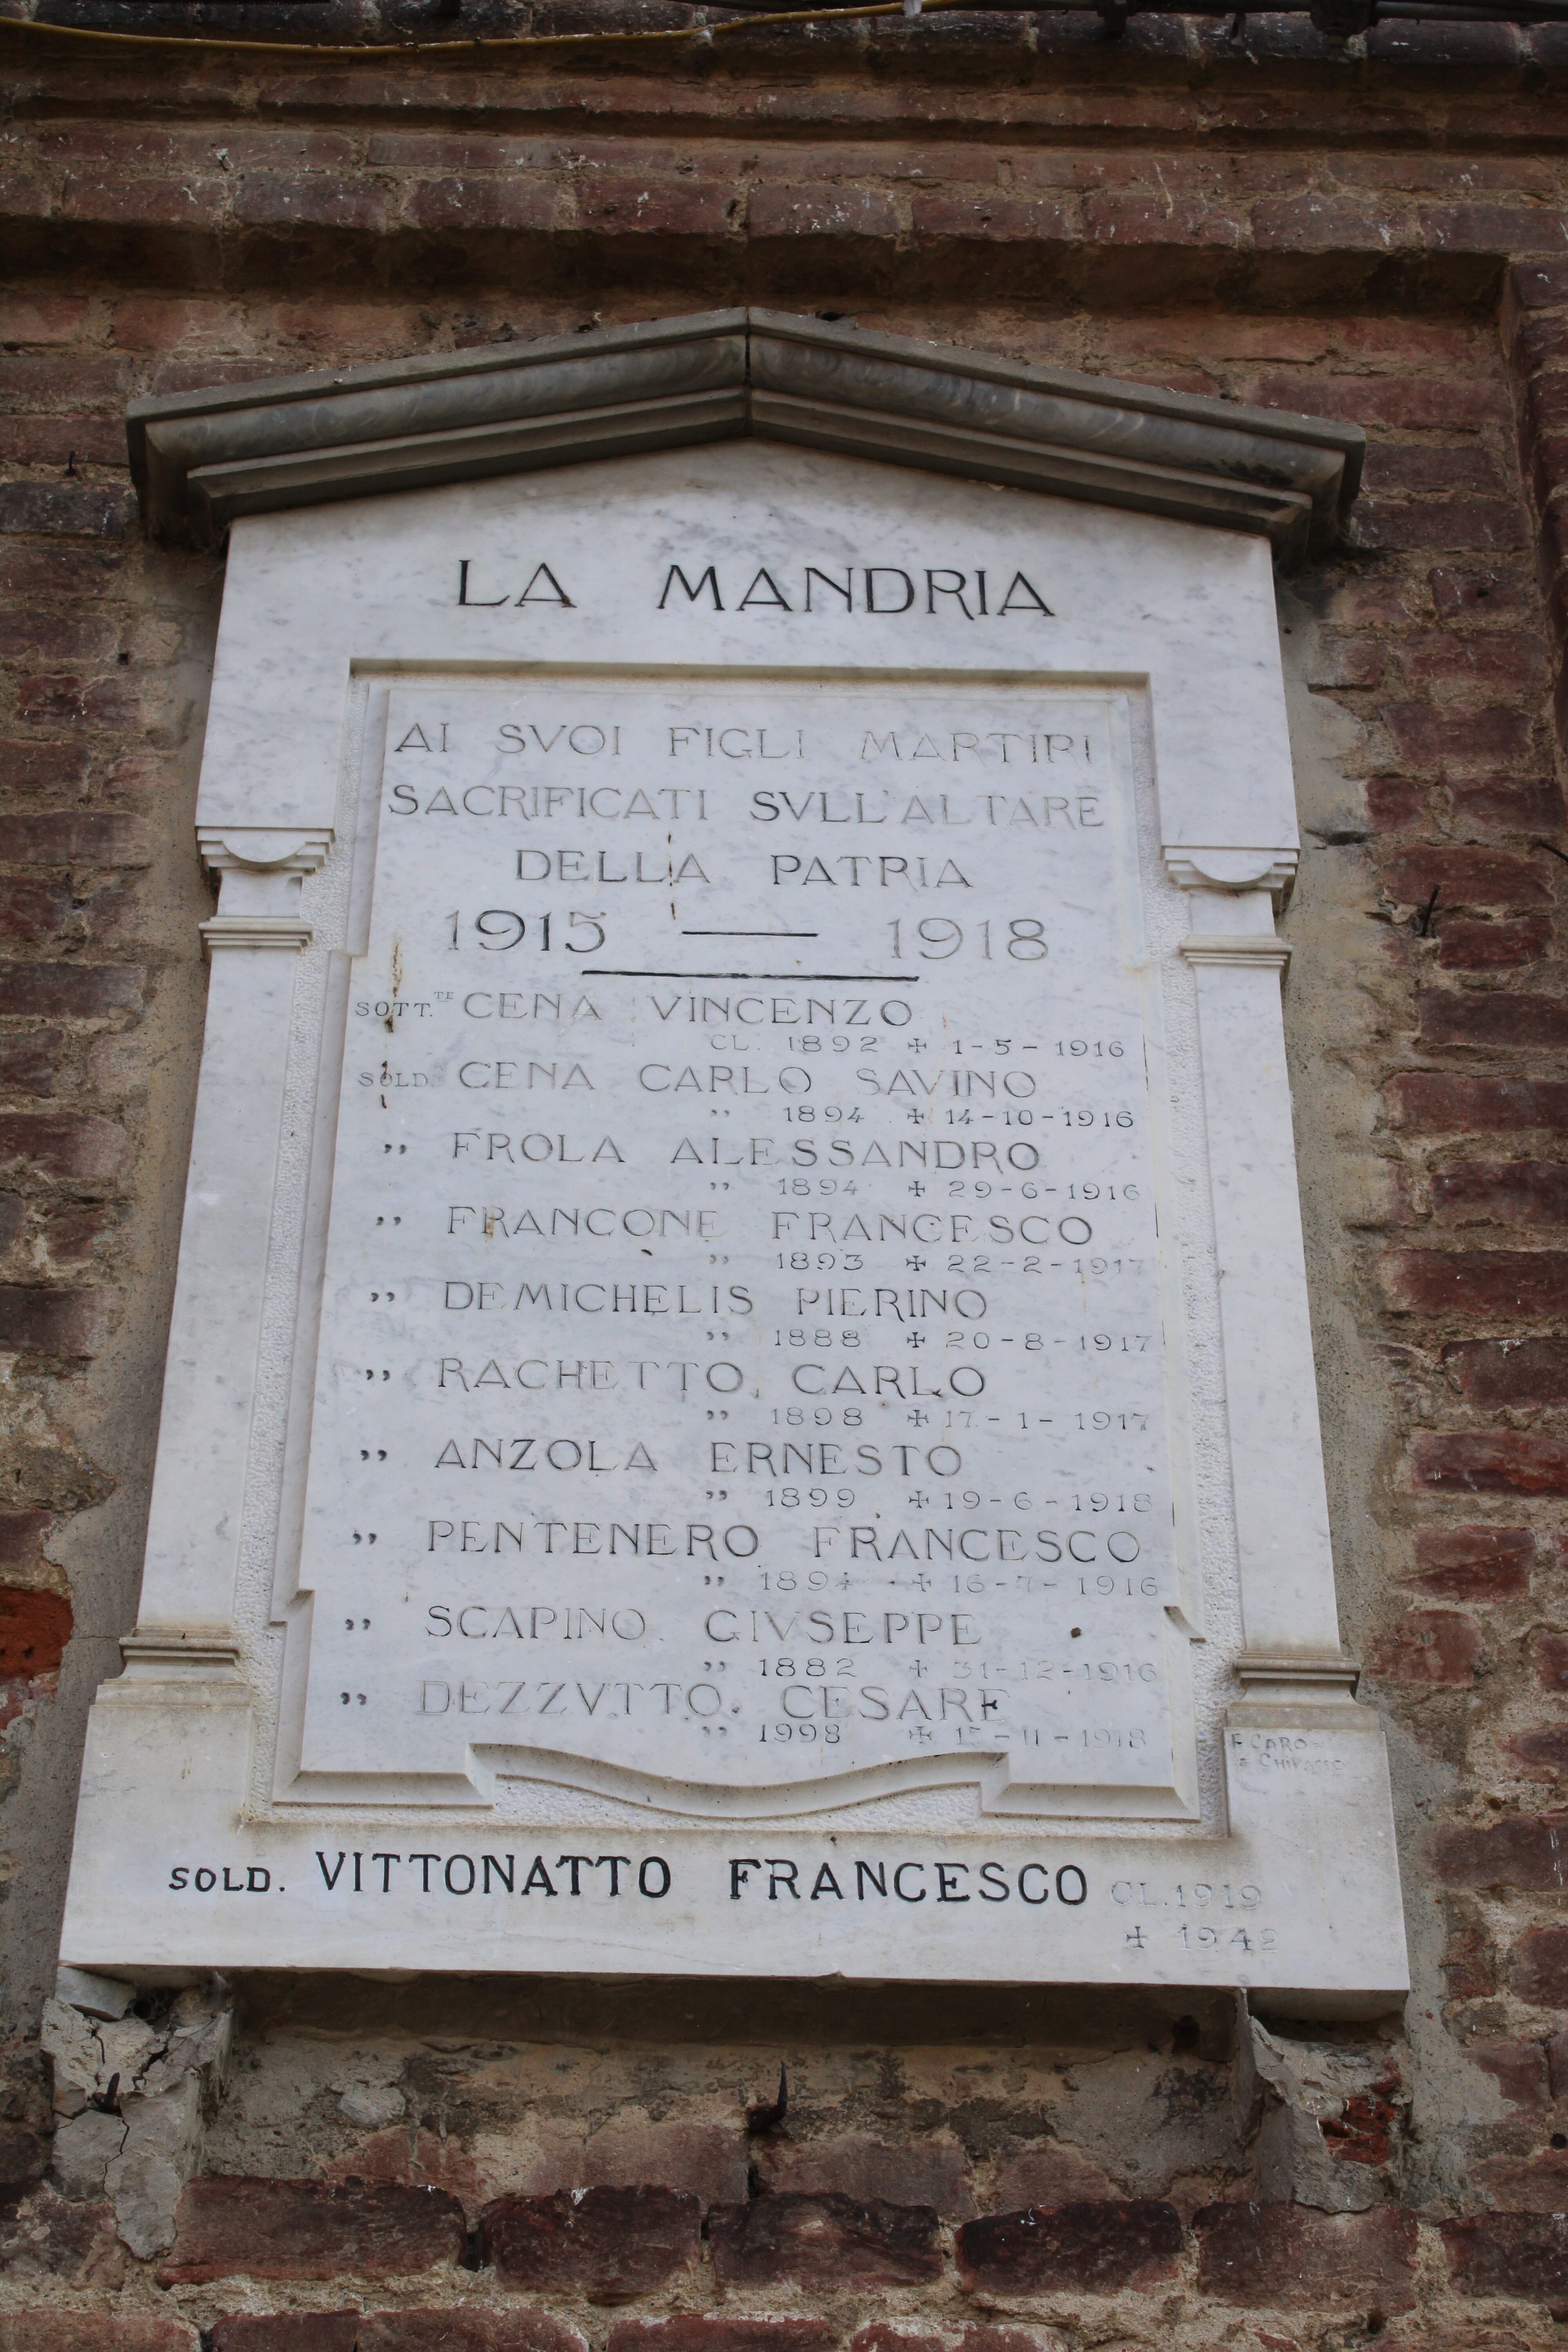 LA MANDRIA
AI SVOI FIGLI MARTIRI
SACRIFICATI SVLL'ALTARE
DELLA PATRIA
1915 — 1918
SOTT.TE CENA VINCENZO
CL. 1892 ✠ 1-5-1916
SOLD. CENA CARLO SAVINO
,, 1894 ✠ 14-10-1916
,, FROLA ALESSANDRO
,, 1894 ✠ 29-6-1916
,, FRANCONE FRANCESCO
,, 1893 ✠ 22-2-1917
,, DEMICHELIS PIERINO
,, 1888 ✠ 20-8-1917
,, RACHETTO CARLO
,, 1898 ✠ 17-1-1917
,, ANZOLA ERNESTO
,, 1899 ✠ 19-6-1918
,, PENTENERO FRANCESCO
,, 1894 ✠ 16-7-1916
,, SCAPINO GIVSEPPE
,, 1882 ✠ 31-12-1916
,, DEZZVTTO CESARE
,, 1998 ✠
F CARO
CHIVASSO
SOLD. VITTONATTO FRANCESCO CL. 1919
✠ 1942